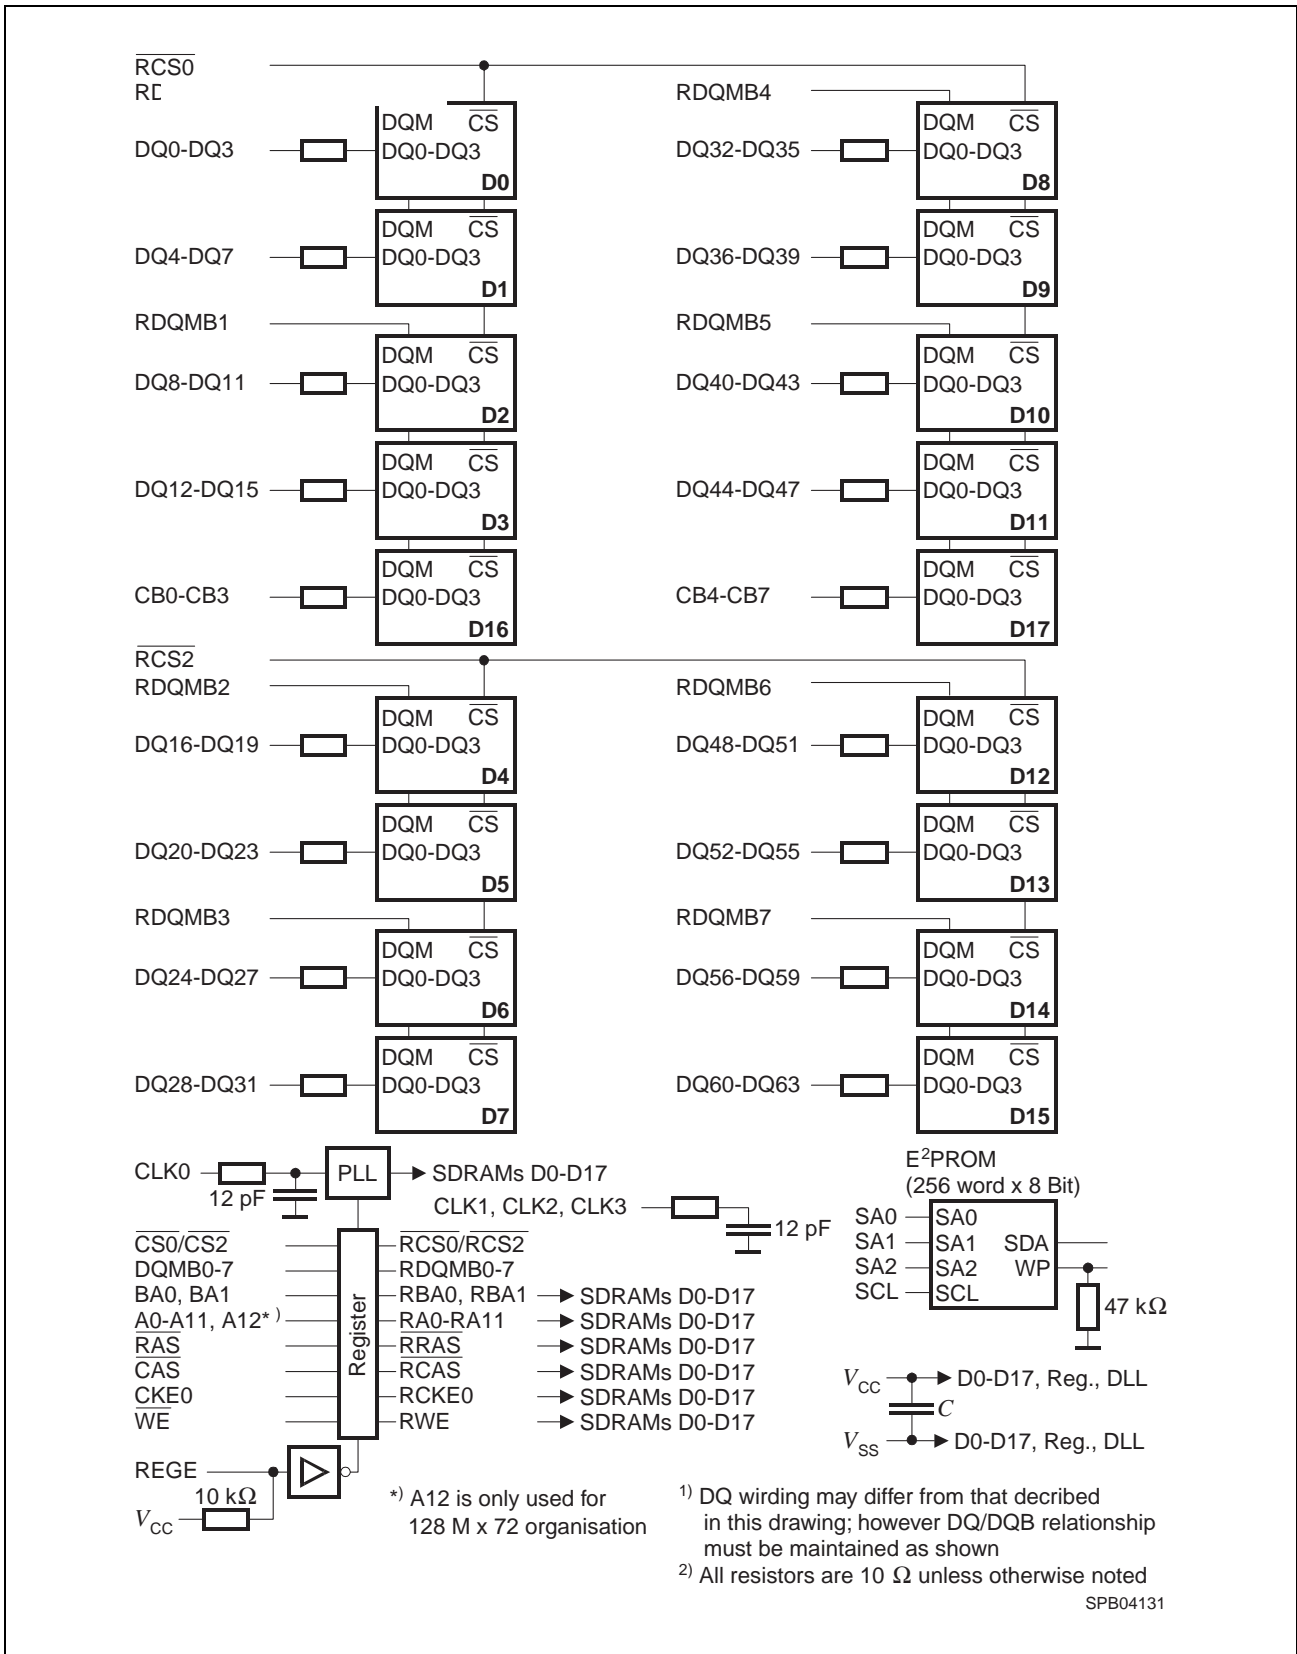 RCS0
RDQMB4
DQM CS
DQ0-DQ3
D0
DQ0-DQ3
DQM CS
DQ32-DQ35
DQ0-DQ3
D8
DQ4-DQ7
DQM CS
DQ0-DQ3
D1
DQ36-DQ39
DQM CS
DQ0-DQ3
D9
RDQMB1
DQ8-DQ11
DQM CS
DQ0-DQ3
D2
RDQMB5
DQ40-DQ43
DQM CS
DQ0-DQ3
D10
DQ12-DQ15
DQM CS
DQ0-DQ3
D3
DQ44-DQ47
DQM CS
DQ0-DQ3
D11
CB0-CB3
DQM CS
DQ0-DQ3
D16
CB4-CB7
DQM CS
DQ0-DQ3
D17
RCS2
RDQMB2
DQ16-DQ19
DQM CS
DQ0-DQ3
D4
RDQMB6
DQ48-DQ51
DQM CS
DQ0-DQ3
D12
DQ20-DQ23
DQM CS
DQ0-DQ3
D5
DQ52-DQ55
DQM CS
DQ0-DQ3
D13
RDQMB3
DQ24-DQ27
DQM CS
DQ0-DQ3
D6
RDQMB7
DQ56-DQ59
DQM CS
DQ0-DQ3
D14
DQ28-DQ31
DQM CS
DQ0-DQ3
D7
DQ60-DQ63
DQM CS
DQ0-DQ3
D15
CLK0
12 pF
PLL
SDRAMs D0-D17
CLK1, CLK2, CLK3
12 pF
E²PROM
(256 word x 8 Bit)
SA0 SA0
SA1 SA1 SDA
SA2 SA2 WP
SCL SCL
47 kΩ
Register
CS0/CS2 RCS0/RCS2
DQMB0-7 RDQMB0-7
BA0, BA1 RBA0, RBA1 SDRAMs D0-D17
A0-A11, A12*) RA0-RA11 SDRAMs D0-D17
RAS RRAS SDRAMs D0-D17
CAS RCAS SDRAMs D0-D17
CKE0 RCKE0 SDRAMs D0-D17
WE RWE SDRAMs D0-D17
VCC D0-D17, Reg., DLL
C
VSS D0-D17, Reg., DLL
REGE
10 kΩ
VCC
*) A12 is only used for
128 M x 72 organisation
1) DQ wirding may differ from that decribed
in this drawing; however DQ/DQB relationship
must be maintained as shown
2) All resistors are 10 Ω unless otherwise noted
SPB04131